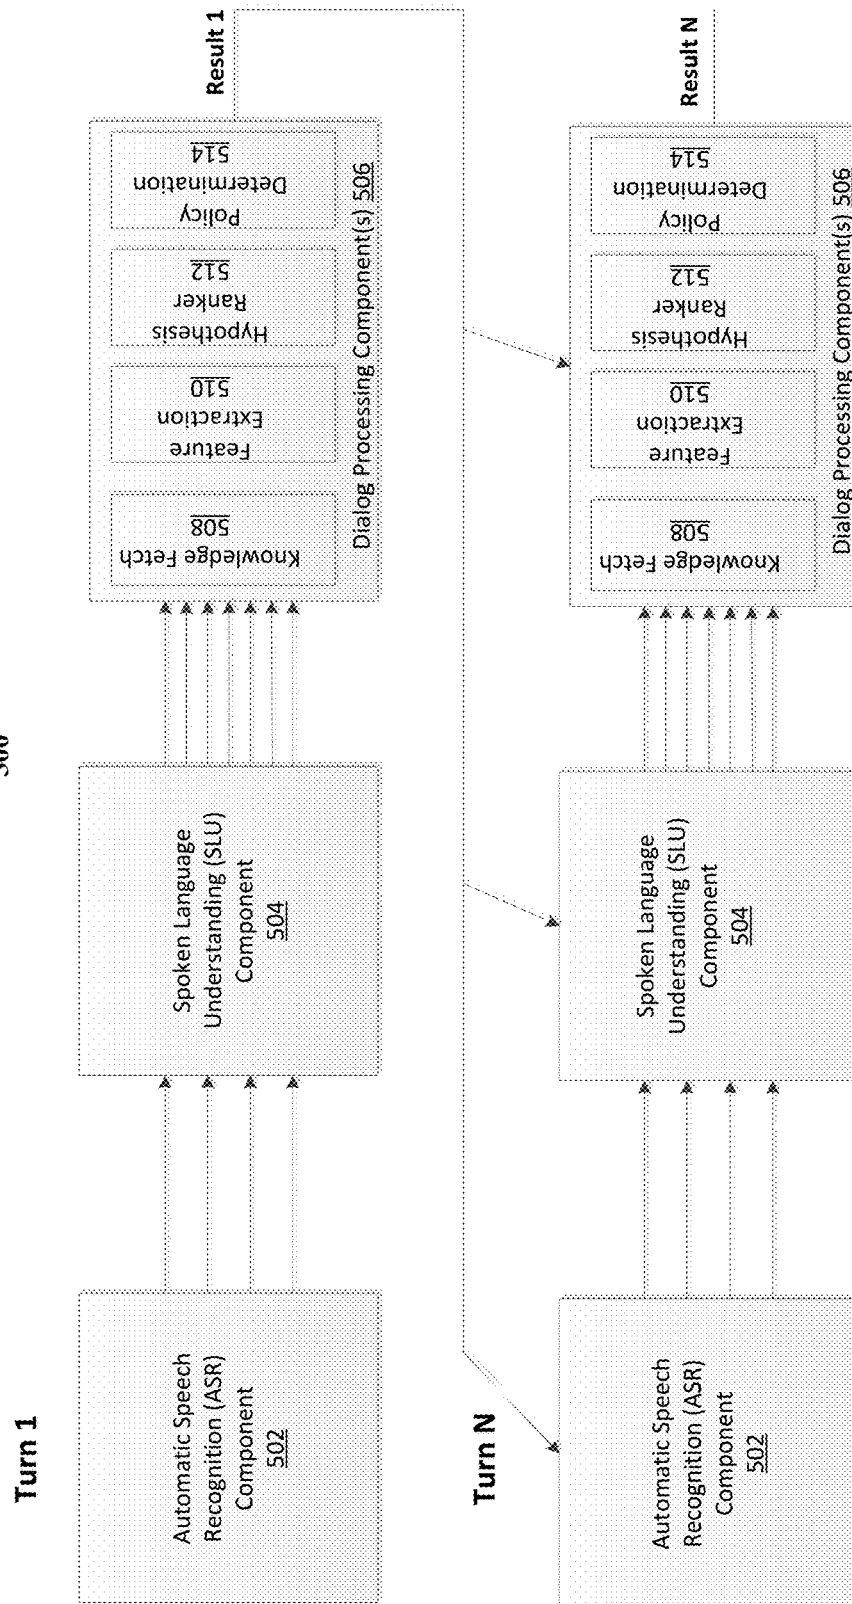 500
Turn 1
Automatic Speech
Recognition (ASR)
Component
502
Spoken Language
Understanding (SLU)
Component
504
Knowledge Fetch
508
Feature
Extraction
510
Hypothesis
Ranker
512
Policy
Determination
514
Dialog Processing Component(s) 506
Result 1
Turn N
Automatic Speech
Recognition (ASR)
Component
502
Spoken Language
Understanding (SLU)
Component
504
Knowledge Fetch
508
Feature
Extraction
510
Hypothesis
Ranker
512
Policy
Determination
514
Dialog Processing Component(s) 506
Result N